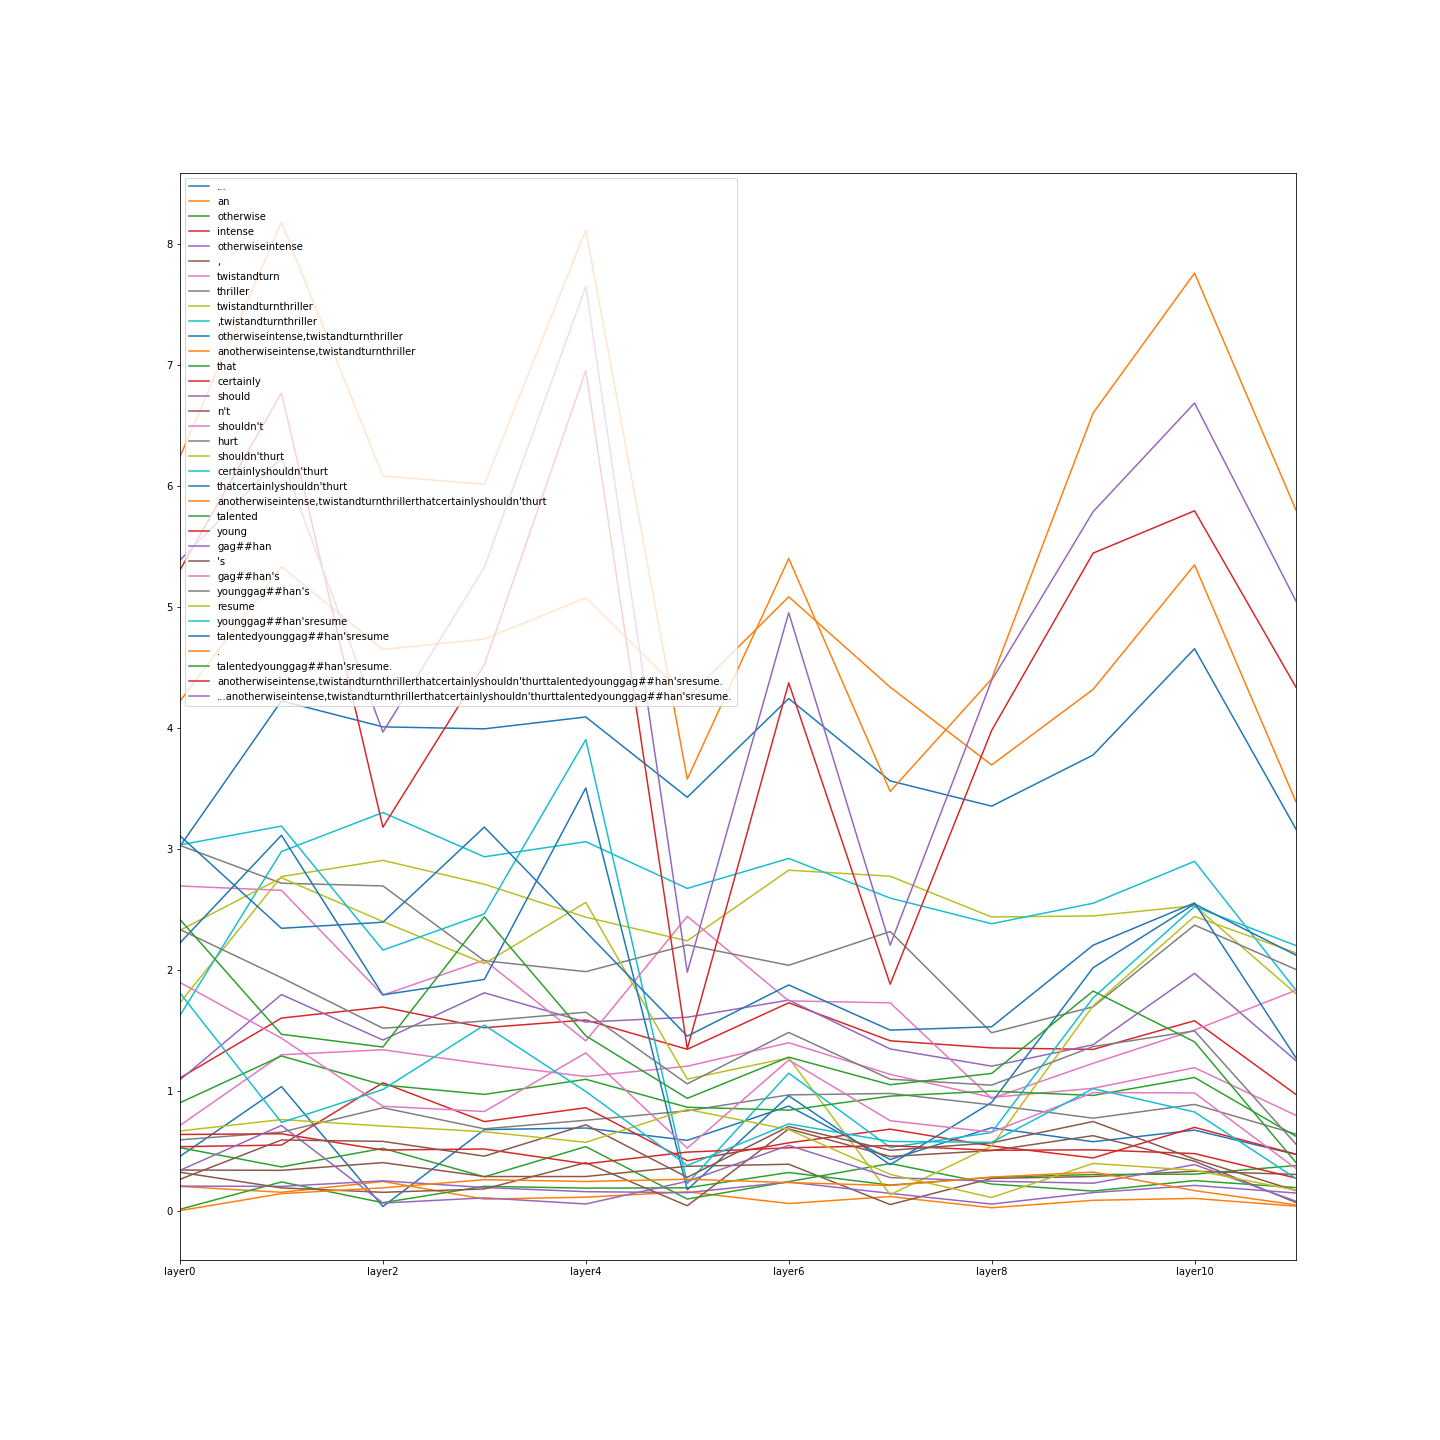 ...
an
otherwise
intense
otherwiseintense
,
twistandturn
thriller
twistandturnthriller
,twistandturnthriller
otherwiseintense,twistandturnthriller
anotherwiseintense,twistandturnthriller
that
certainly
should
n't
shouldn't
hurt
shouldn'thurt
certainlyshouldn'thurt
thatcertainlyshouldn'thurt
anotherwiseintense,twistandturnthrillerthatcertainlyshouldn'thurt
talented
young
gag##han
's
gag##han's
younggag##han's
resume
younggag##han'sresume
talentedyounggag##han'sresume
.
talentedyounggag##han'sresume.
anotherwiseintense,twistandturnthrillerthatcertainlyshouldn'thurttalentedyounggag##han'sresume.
...anotherwiseintense,twistandturnthrillerthatcertainlyshouldn'thurttalentedyounggag##han'sresume.
8
7
6
5
4
3
2
1
0
layer0 layer2 layer4 layer6 layer8 layer10